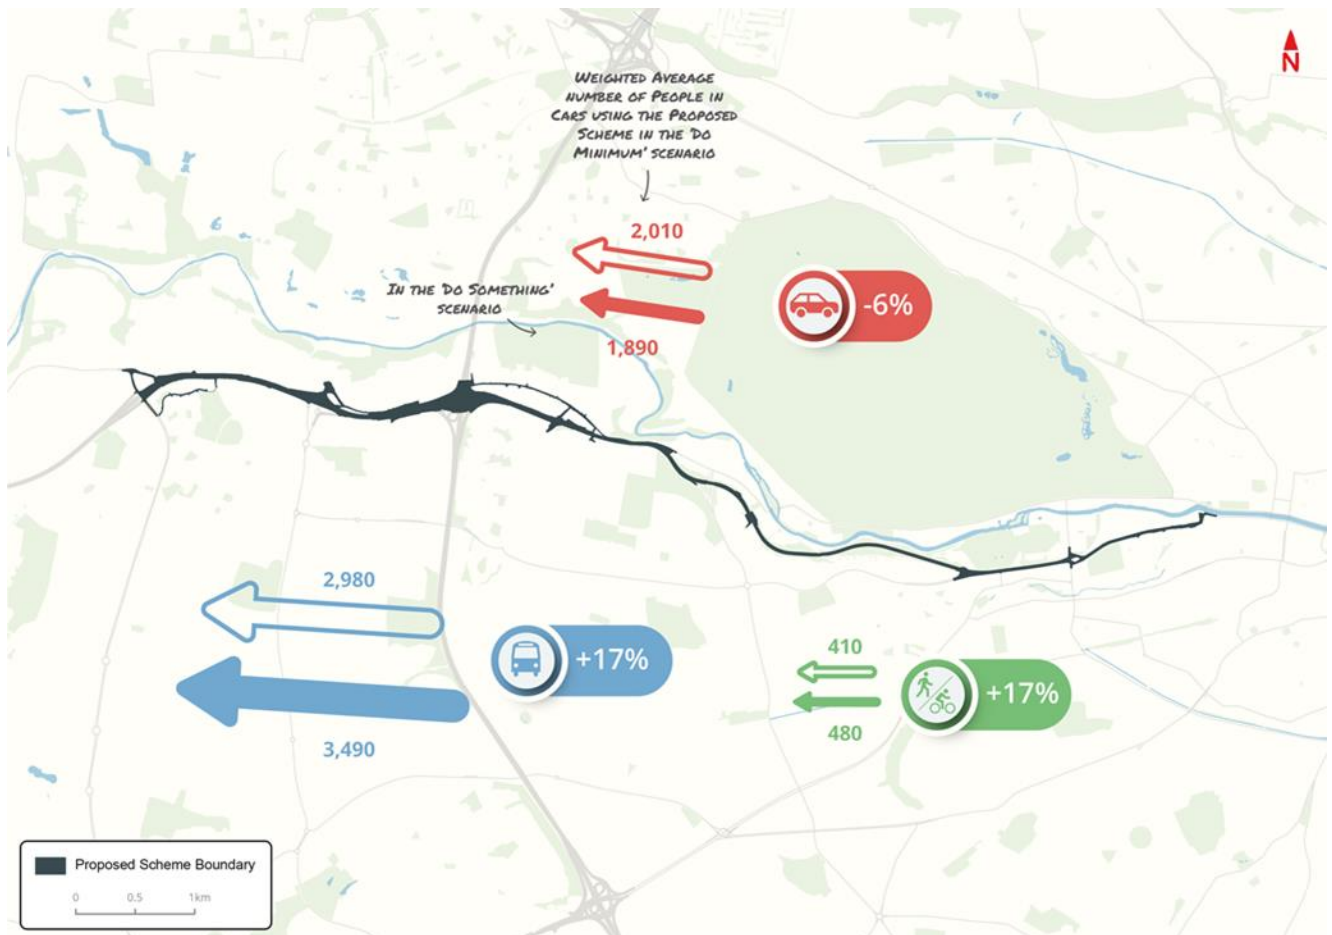 N
WEIGHTED AVERAGE
NUMBER OF PEOPLE IN
CARS USING THE PROPOSED
SCHEME IN THE 'DO
MINIMUM' SCENARIO
2,010
-6%
IN THE 'DO SOMETHING'
SCENARIO
1,890
2,980
+17%
3,490
410
+17%
480
Proposed Scheme Boundary
0 0.5 1km